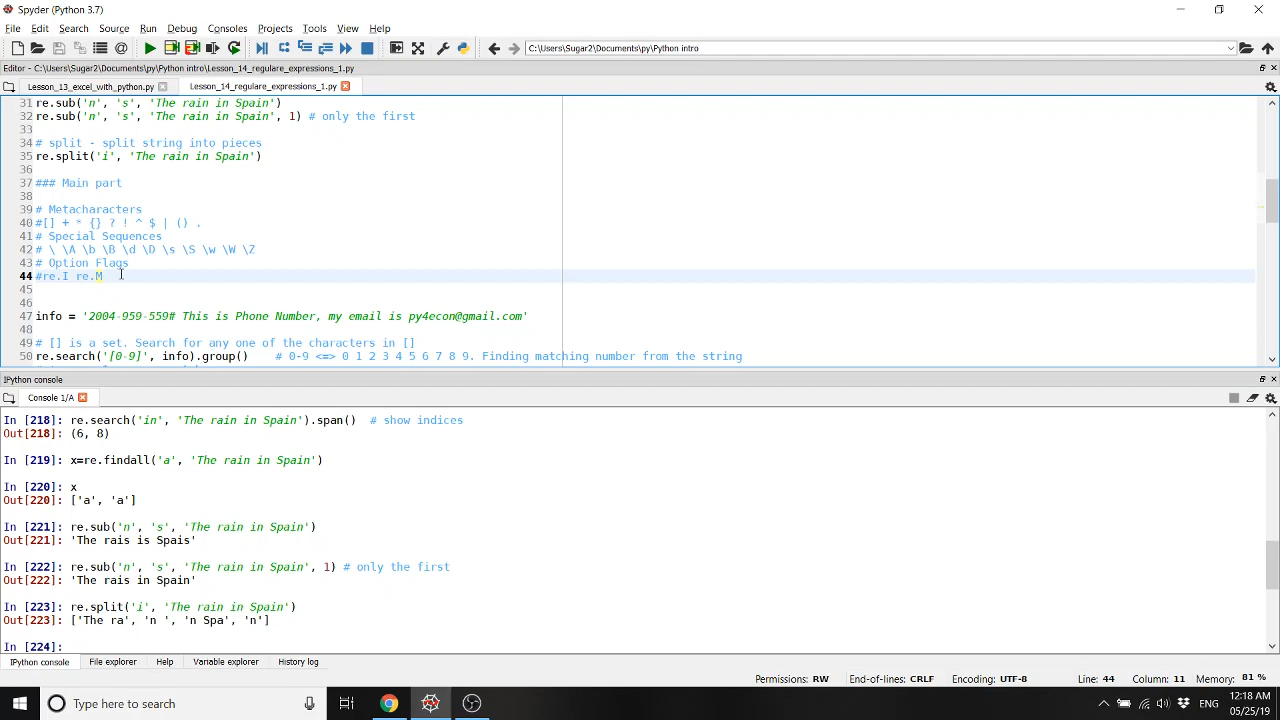 Spyder (Python 3.7)
File Edit Search Source Run Debug Consoles Projects Tools View Help
C:\Users\Sugar2\Documents\py\Python intro
Editor - C:\Users\Sugar2\Documents\py\Python intro\Lesson_14_regulare_expressions_1.py
Lesson_13_excel_with_python.py Lesson_14_regulare_expressions_1.py
31 re.sub('n', 's', 'The rain in Spain')
32 re.sub('n', 's', 'The rain in Spain', 1) # only the first
33
34 # split - split string into pieces
35 re.split('i', 'The rain in Spain')
36
37 ### Main part
38
39 # Metacharacters
40 #[] + * {} ? ! ^ $ | () .
41 # Special Sequences
42 # \ \A \b \B \d \D \s \S \w \W \Z
43 # Option Flags
44 #re.I re.M
45
46
47 info = '2004-959-559# This is Phone Number, my email is py4econ@gmail.com'
48
49 # [] is a set. Search for any one of the characters in []
50 re.search('[0-9]', info).group() # 0-9 <=> 0 1 2 3 4 5 6 7 8 9. Finding matching number from the string
IPython console
Console 1/A
In [218]: re.search('in', 'The rain in Spain').span() # show indices
Out[218]: (6, 8)
In [219]: x=re.findall('a', 'The rain in Spain')
In [220]: x
Out[220]: ['a', 'a']
In [221]: re.sub('n', 's', 'The rain in Spain')
Out[221]: 'The rais is Spais'
In [222]: re.sub('n', 's', 'The rain in Spain', 1) # only the first
Out[222]: 'The rais in Spain'
In [223]: re.split('i', 'The rain in Spain')
Out[223]: ['The ra', 'n ', 'n Spa', 'n']
In [224]:
IPython console File explorer Help Variable explorer History log
Permissions: RW End-of-lines: CRLF Encoding: UTF-8 Line: 44 Column: 11 Memory: 81 %
Type here to search
ENG
12:18 AM
05/25/19